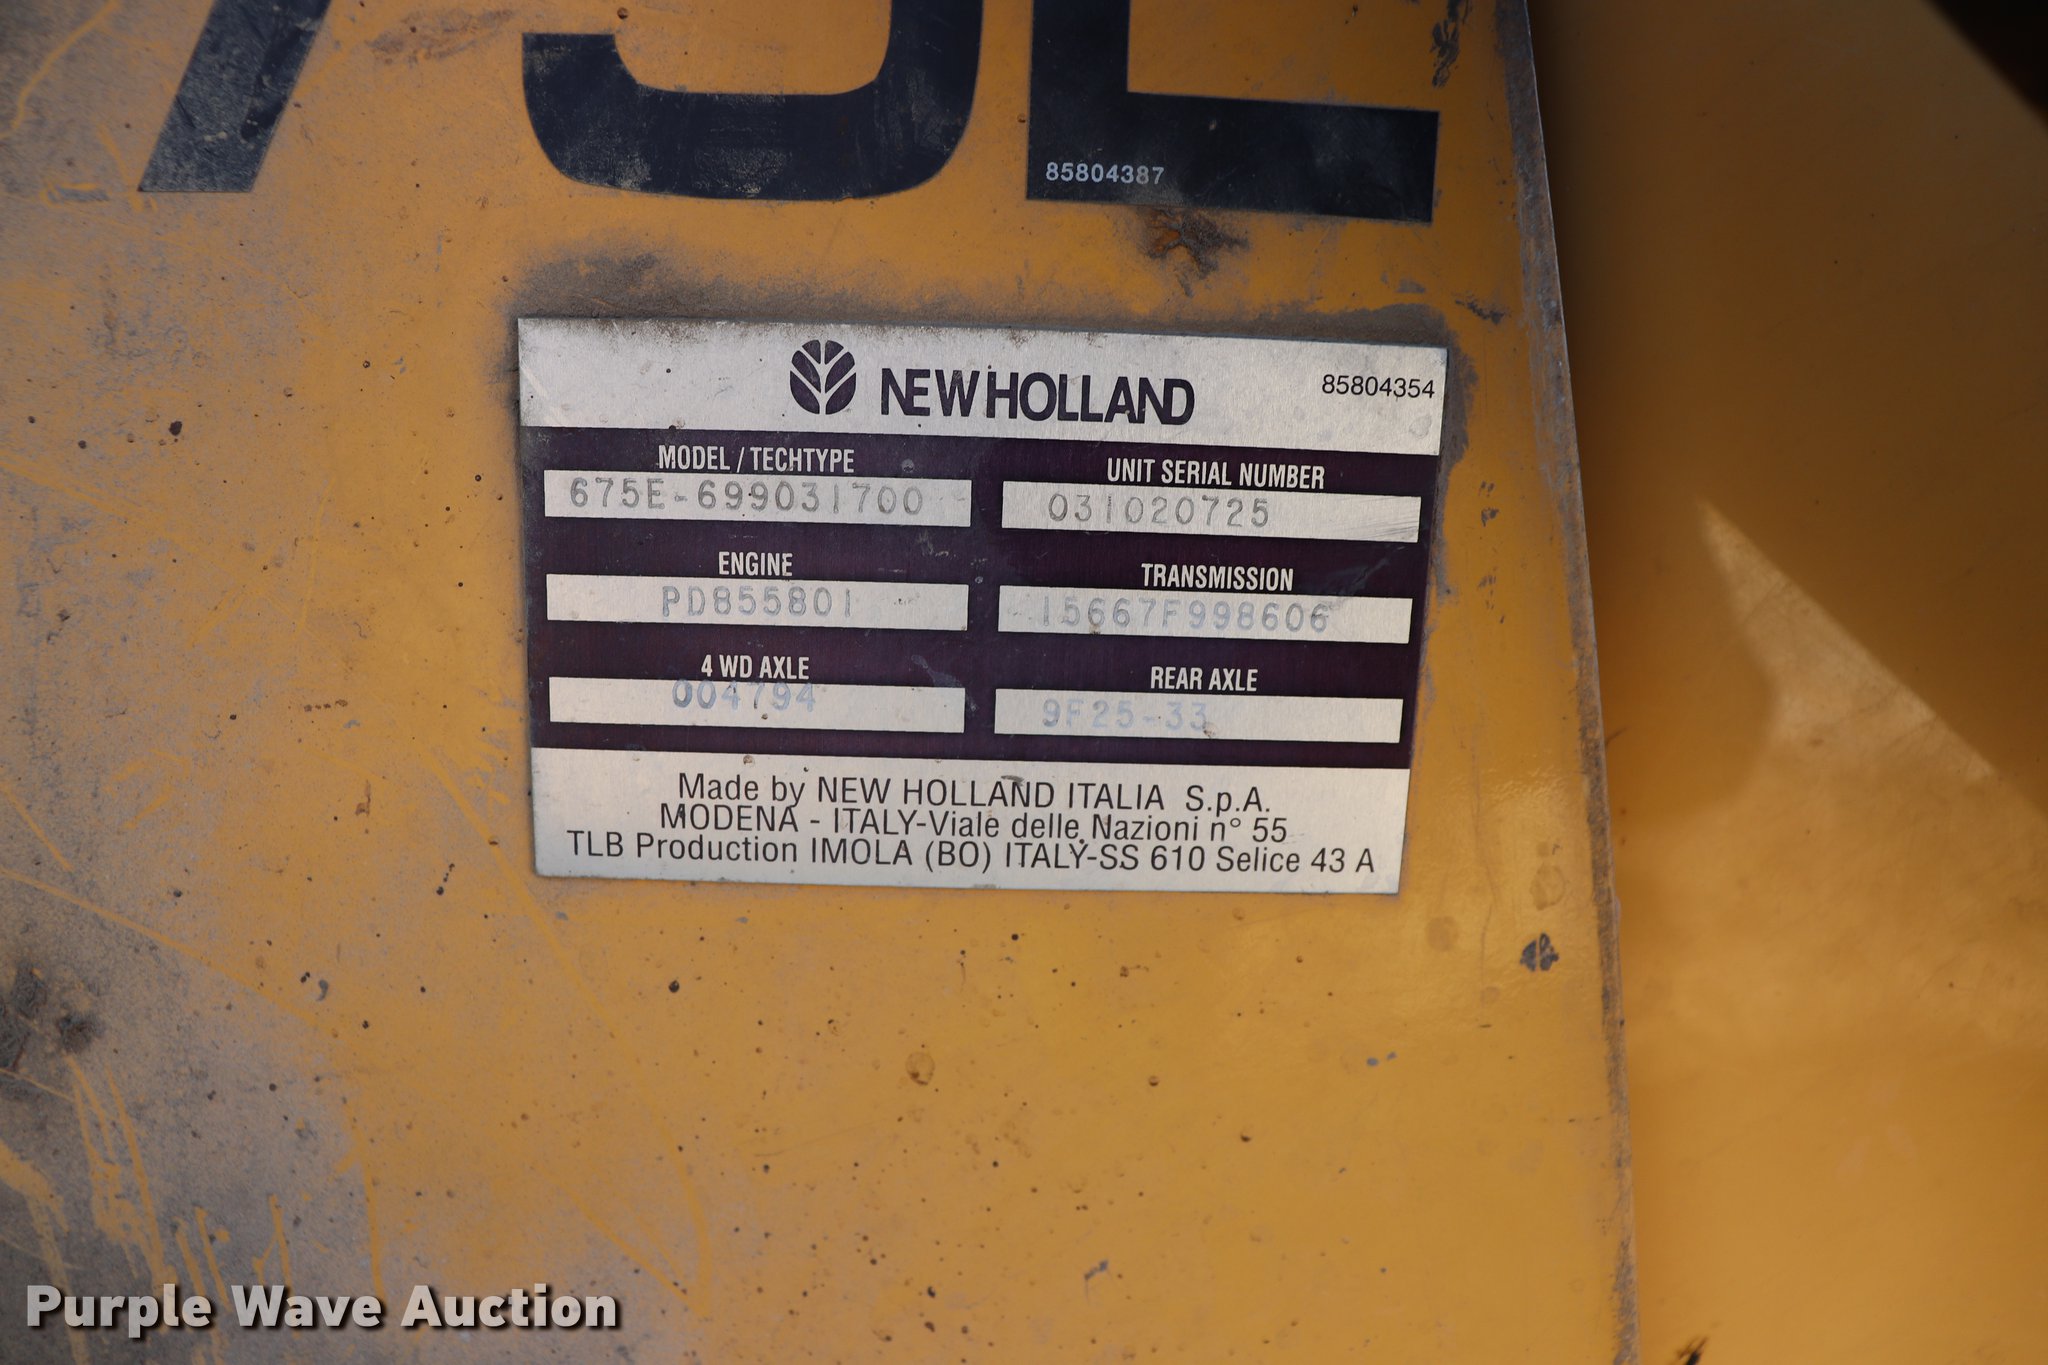 75E
85804387
NEW HOLLAND
85804354
MODEL / TECHTYPE
675E-699031700
UNIT SERIAL NUMBER
031020725
ENGINE
PD855801
TRANSMISSION
15667F998606
4 WD AXLE
004794
REAR AXLE
9F25-33
Made by NEW HOLLAND ITALIA S.p.A.
MODENA - ITALY-Viale delle Nazioni n° 55
TLB Production IMOLA (BO) ITALY-SS 610 Selice 43 A
Purple Wave Auction